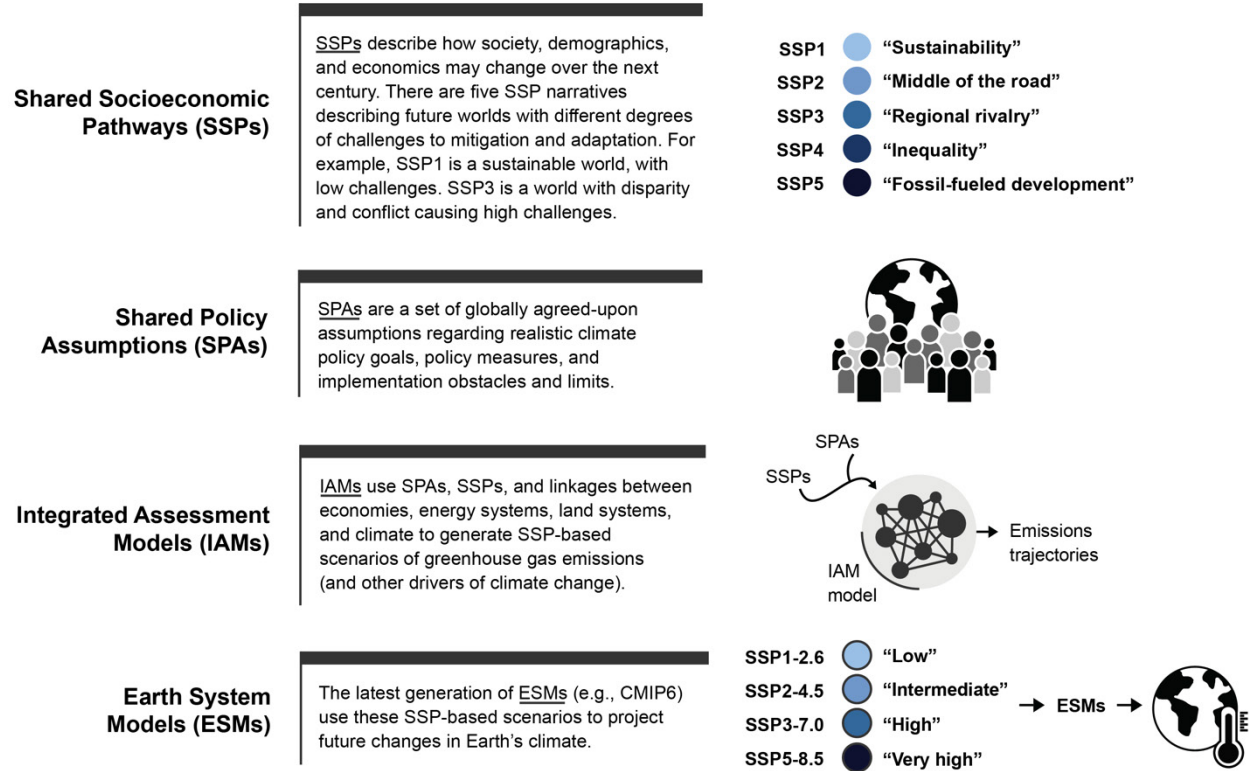 Shared Socioeconomic
Pathways (SSPs)
SSPs describe how society, demographics,
and economics may change over the next
century. There are five SSP narratives
describing future worlds with different degrees
of challenges to mitigation and adaptation. For
example, SSP1 is a sustainable world, with
low challenges. SSP3 is a world with disparity
and conflict causing high challenges.
SSP1 “Sustainability”
SSP2 “Middle of the road”
SSP3 “Regional rivalry”
SSP4 “Inequality”
SSP5 “Fossil-fueled development”
Shared Policy
Assumptions (SPAs)
SPAs are a set of globally agreed-upon
assumptions regarding realistic climate
policy goals, policy measures, and
implementation obstacles and limits.
Integrated Assessment
Models (IAMs)
IAMs use SPAs, SSPs, and linkages between
economies, energy systems, land systems,
and climate to generate SSP-based
scenarios of greenhouse gas emissions
(and other drivers of climate change).
SPAs
SSPs
IAM
model
Emissions
trajectories
Earth System
Models (ESMs)
The latest generation of ESMs (e.g., CMIP6)
use these SSP-based scenarios to project
future changes in Earth’s climate.
SSP1-2.6 “Low”
SSP2-4.5 “Intermediate”
SSP3-7.0 “High”
SSP5-8.5 “Very high”
ESMs